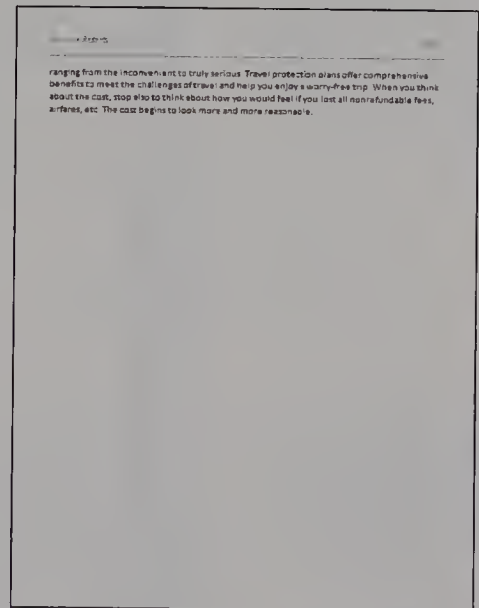 ranging from the inconvenient to truly serious. Travel protection plans offer comprehensive
benefits to meet the challenges of travel and help you enjoy a worry-free trip. When you think
about the cost, stop also to think about how you would feel if you lost all nonrefundable fees,
airfares, etc. The cost begins to look more and more reasonable.